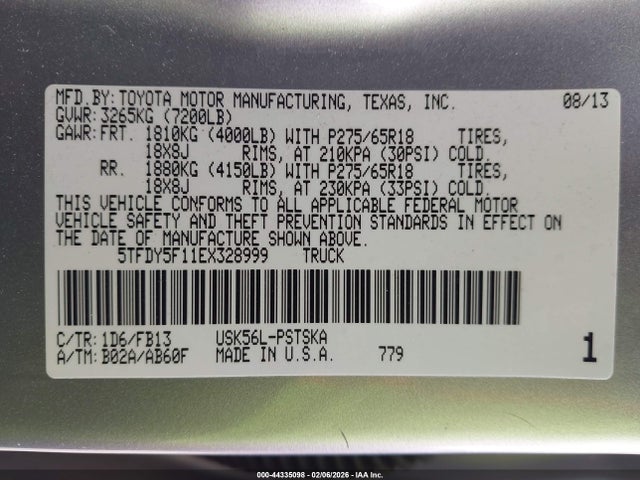 MFD.BY:TOYOTA MOTOR MANUFACTURING, TEXAS, INC. 08/13
GVWR:3265KG (7200LB)
GAWR:FRT. 1810KG (4000LB) WITH P275/65R18 TIRES,
18X8J RIMS, AT 210KPA (30PSI) COLD.
RR. 1880KG (4150LB) WITH P275/65R18 TIRES,
18X8J RIMS, AT 230KPA (33PSI) COLD.
THIS VEHICLE CONFORMS TO ALL APPLICABLE FEDERAL MOTOR
VEHICLE SAFETY AND THEFT PREVENTION STANDARDS IN EFFECT ON
THE DATE OF MANUFACTURE SHOWN ABOVE.
5TFDY5F11EX328999 TRUCK
C/TR:1D6/FB13 USK56L-PSTSKA
A/TM:B02A/AB60F MADE IN U.S.A. 779 1
000-44335098 - 02/06/2026 - IAA Inc.